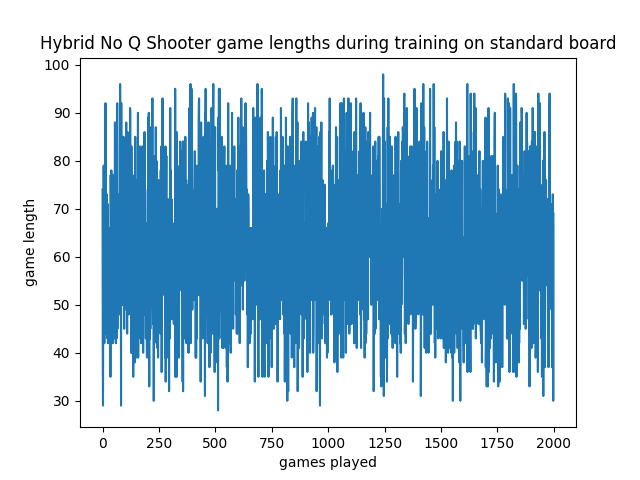 Hybrid No Q Shooter game lengths during training on standard board
100
90
80
70
60
50
40
30
game length
0 250 500 750 1000 1250 1500 1750 2000
games played